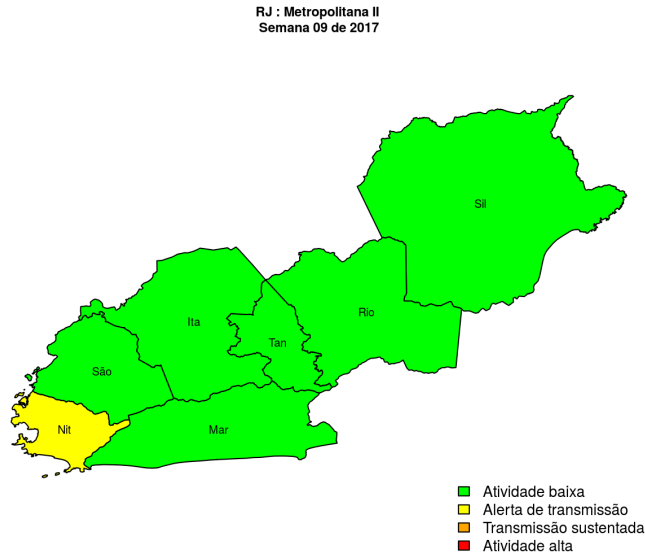 RJ : Metropolitana II
Semana 09 de 2017
Sil
Rio
Ita
Tan
São
Nit
Mar
Atividade baixa
Alerta de transmissão
Transmissão sustentada
Atividade alta